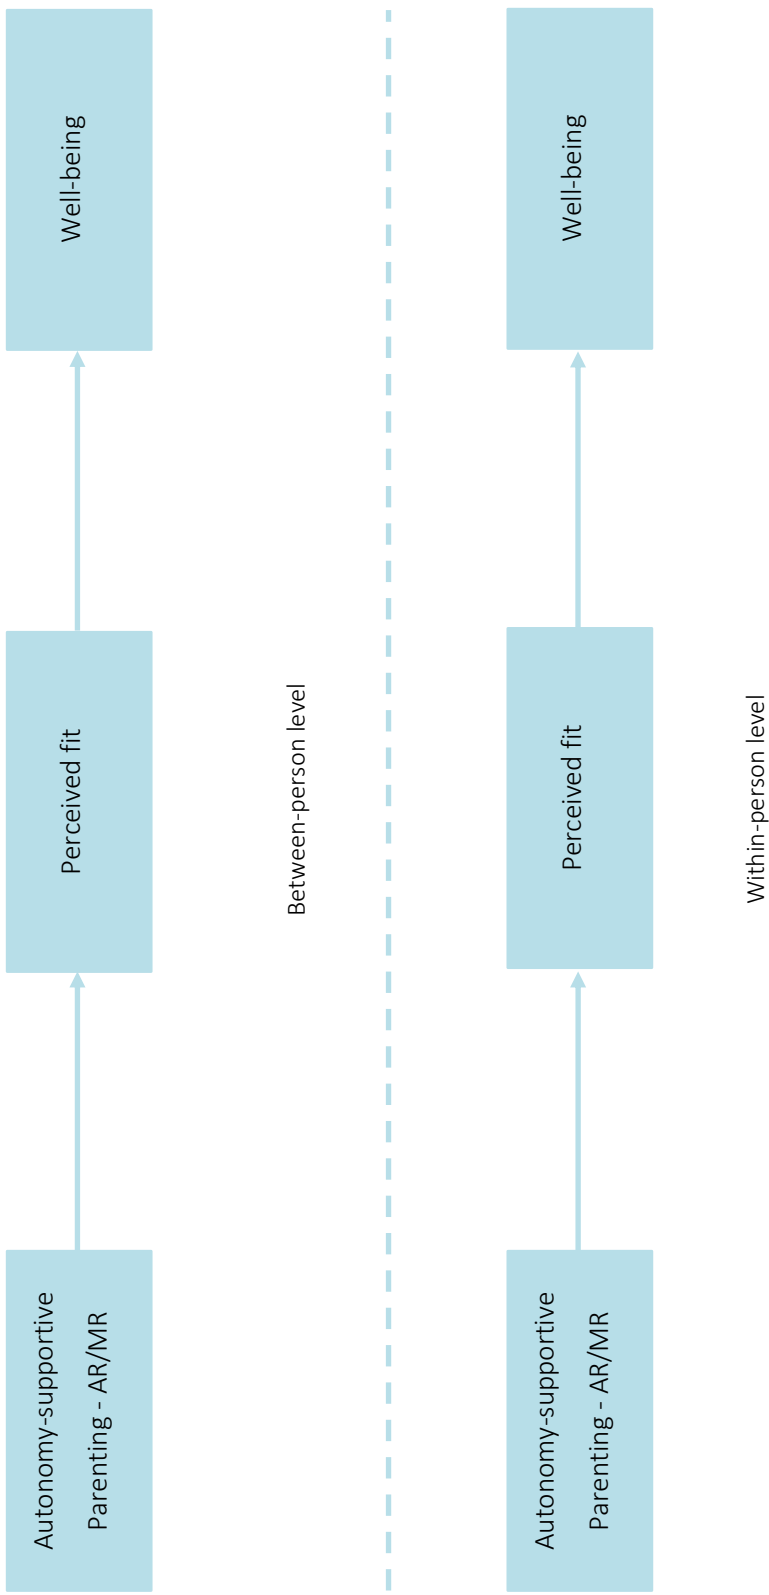 Autonomy-supportive
Parenting - AR/MR
Perceived fit
Well-being
Between-person level
Autonomy-supportive
Parenting - AR/MR
Perceived fit
Well-being
Within-person level